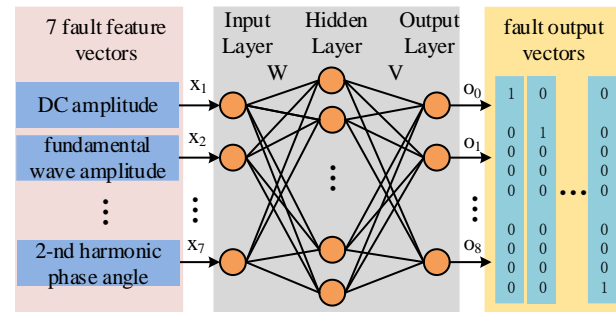 7 fault feature
vectors
DC amplitude
fundamental
wave amplitude
2-nd harmonic
phase angle
x1
x2
x7
Input
Layer
Hidden
Layer
Output
Layer
W
V
o0
o1
o8
fault output
vectors
1 0 0
0 1 0
0 0 0
0 0 0
0 0 0
0 0 0
0 0 0
0 0 0
0 0 1